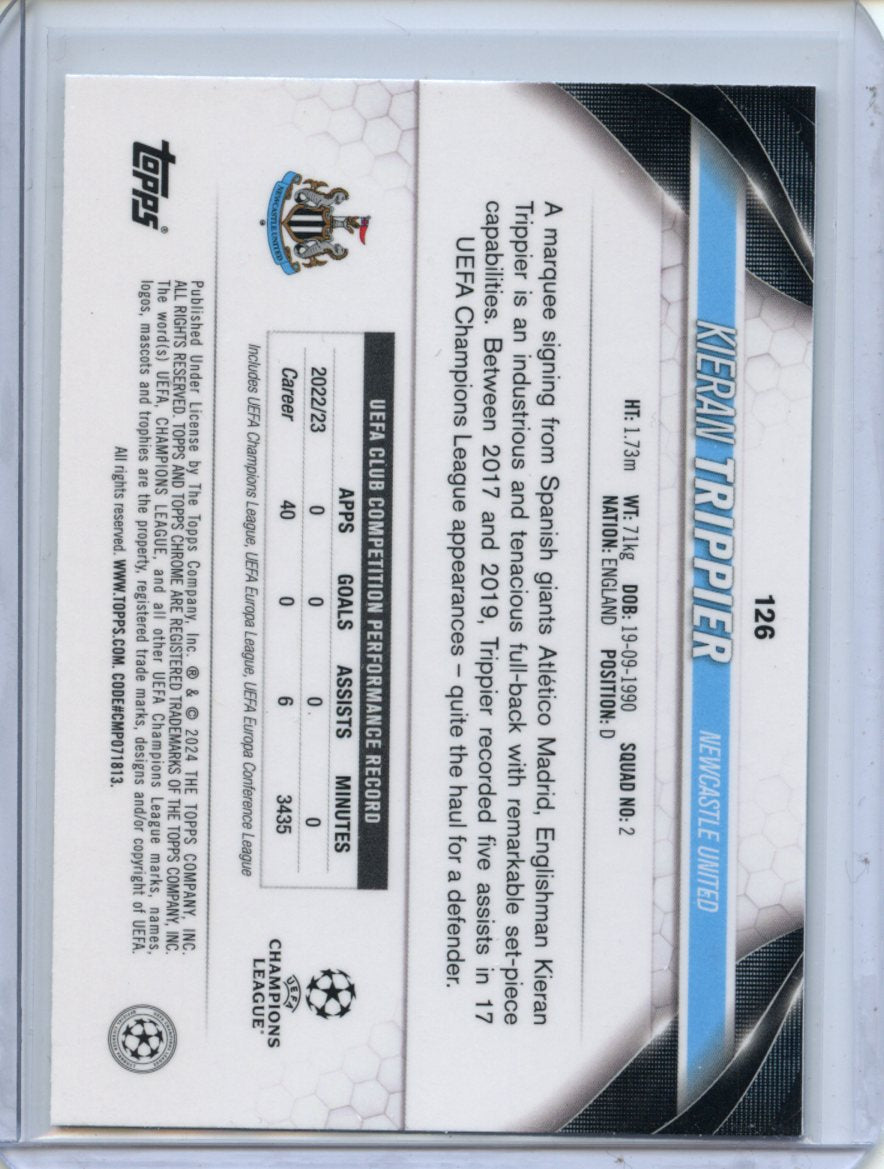 126
KIERAN TRIPPIER NEWCASTLE UNITED
HT: 1.73m WT: 71kg DOB: 19-09-1990 SQUAD NO: 2
NATION: ENGLAND POSITION: D
A marquee signing from Spanish giants Atlético Madrid, Englishman Kieran
Trippier is an industrious and tenacious full-back with remarkable set-piece
capabilities. Between 2017 and 2019, Trippier recorded five assists in 17
UEFA Champions League appearances – quite the haul for a defender.
NEWCASTLE UNITED
UEFA CLUB COMPETITION PERFORMANCE RECORD
APPS GOALS ASSISTS MINUTES
2022/23 0 0 0 0
Career 40 0 6 3435
Includes UEFA Champions League, UEFA Europa League, UEFA Europa Conference League
UEFA
CHAMPIONS
LEAGUE
topps®
Published Under License by The Topps Company, Inc. ® & © 2024 THE TOPPS COMPANY, INC.
ALL RIGHTS RESERVED. TOPPS AND TOPPS CHROME ARE REGISTERED TRADEMARKS OF THE TOPPS COMPANY, INC.
The word(s) UEFA, CHAMPIONS LEAGUE, and all other UEFA Champions League marks, names,
logos, mascots and trophies are the property, registered trade marks, designs and/or copyright of UEFA.
All rights reserved. WWW.TOPPS.COM. CODE#CMP071813.